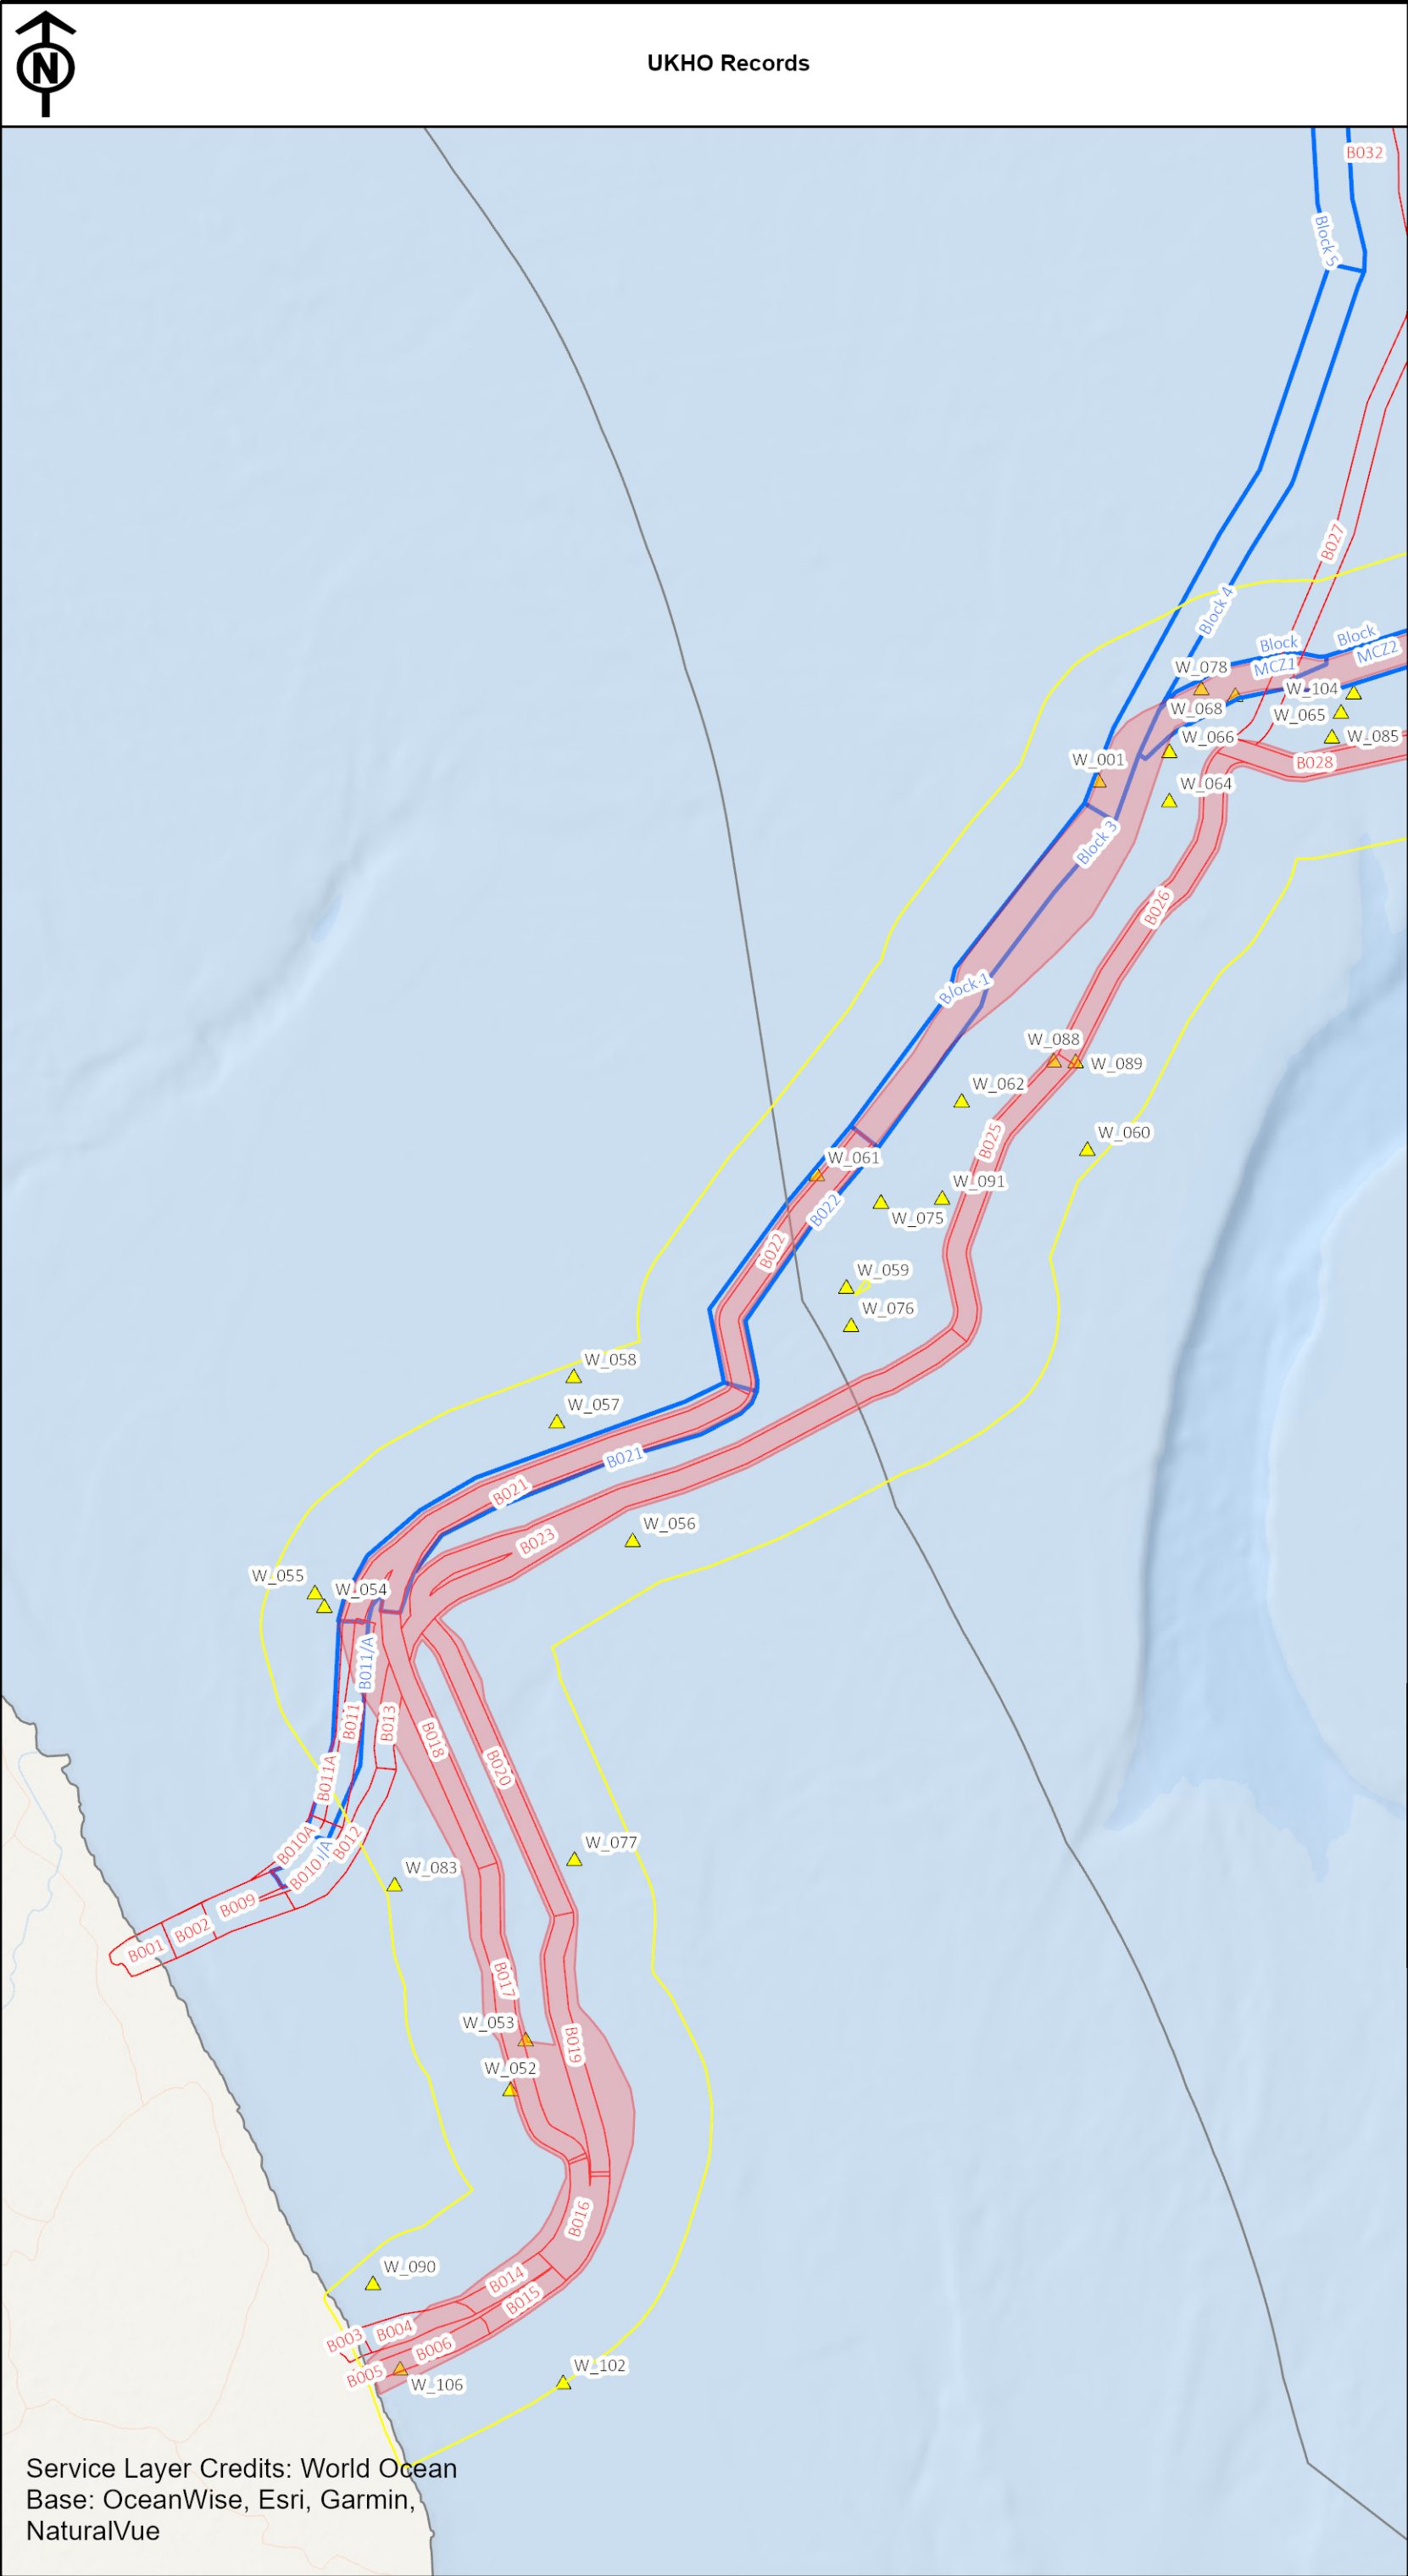 N
UKHO Records
B032
Block 5
B027
Block 4
Block
Block
MCZ1
MCZ2
W_078
W_104
W_068
W_065
W_066
W_085
W_001
B028
W_064
Block 3
B026
Block 1
W_088
W_089
W_062
W_060
B025
W_061
W_091
B022
W_075
B022
W_059
W_076
W_058
W_057
B021
B021
W_056
B023
W_055
W_054
B011/A
B011
B013
B018
B020
B011A
B010A
B010
/A
B012
W_077
W_083
B009
B002
B001
B017
W_053
B019
W_052
B016
W_090
B014
B015
B003
B004
B006
B005
W_106
W_102
Service Layer Credits: World Ocean
Base: OceanWise, Esri, Garmin,
NaturalVue